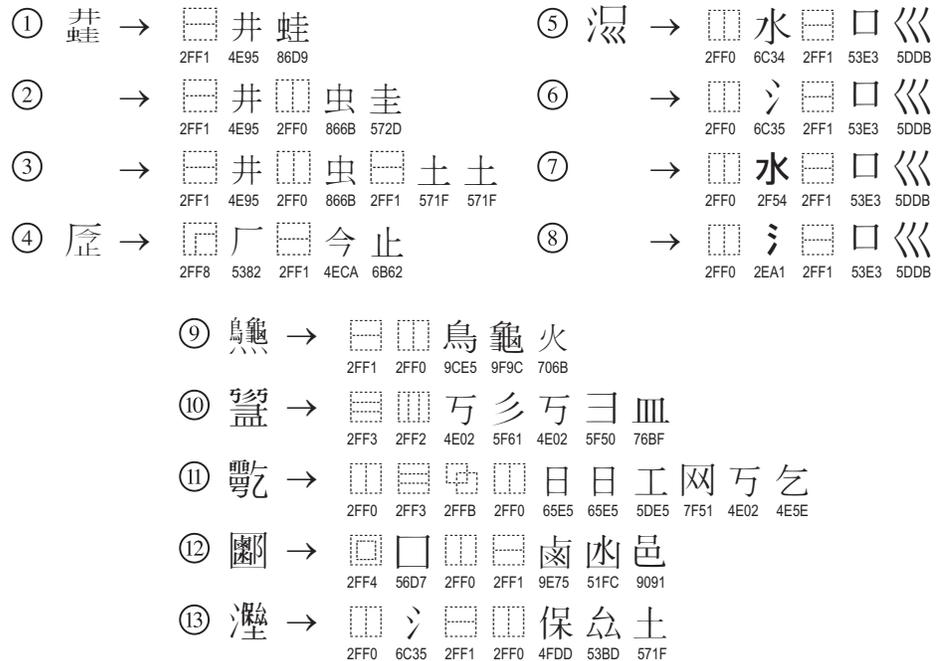 ① 𧍕 → ⿱ 井 蛙
2FF1 4E95 86D9
② → ⿱ 井 ⿰ 虫 圭
2FF1 4E95 2FF0 866B 572D
③ → ⿱ 井 ⿰ 虫 ⿱ 土 土
2FF1 4E95 2FF0 866B 2FF1 571F 571F
④ → ⿸ 厂 ⿱ 今 止
2FF8 5382 2FF1 4ECA 6B62
⑤ → ⿰ 水 ⿱ 口 巛
2FF0 6C34 2FF1 53E3 5DDB
⑥ → ⿰ 氵 ⿱ 口 巛
2FF0 6C35 2FF1 53E3 5DDB
⑦ → ⿰ ⽔ ⿱ 口 巛
2FF0 2F54 2FF1 53E3 5DDB
⑧ → ⿰ ⺡ ⿱ 口 巛
2FF0 2EA1 2FF1 53E3 5DDB
⑨ → ⿱ ⿰ 鳥 龜 火
2FF1 2FF0 9CE5 9F9C 706B
⑩ → ⿳ ⿲ 丂 彡 丂 彐 皿
2FF3 2FF2 4E02 5F61 4E02 5F50 76BF
⑪ → ⿰ ⿳ ⿻ ⿰ 日 日 工 网 丂 乞
2FF0 2FF3 2FFB 2FF0 65E5 65E5 5DE5 7F51 4E02 4E5E
⑫ → ⿴ 囗 ⿰ ⿱ 鹵 凼 邑
2FF4 56D7 2FF0 2FF1 9E75 51FC 9091
⑬ → ⿰ 氵 ⿱ ⿰ 保 厽 土
2FF0 6C35 2FF1 2FF0 4FDD 53BD 571F